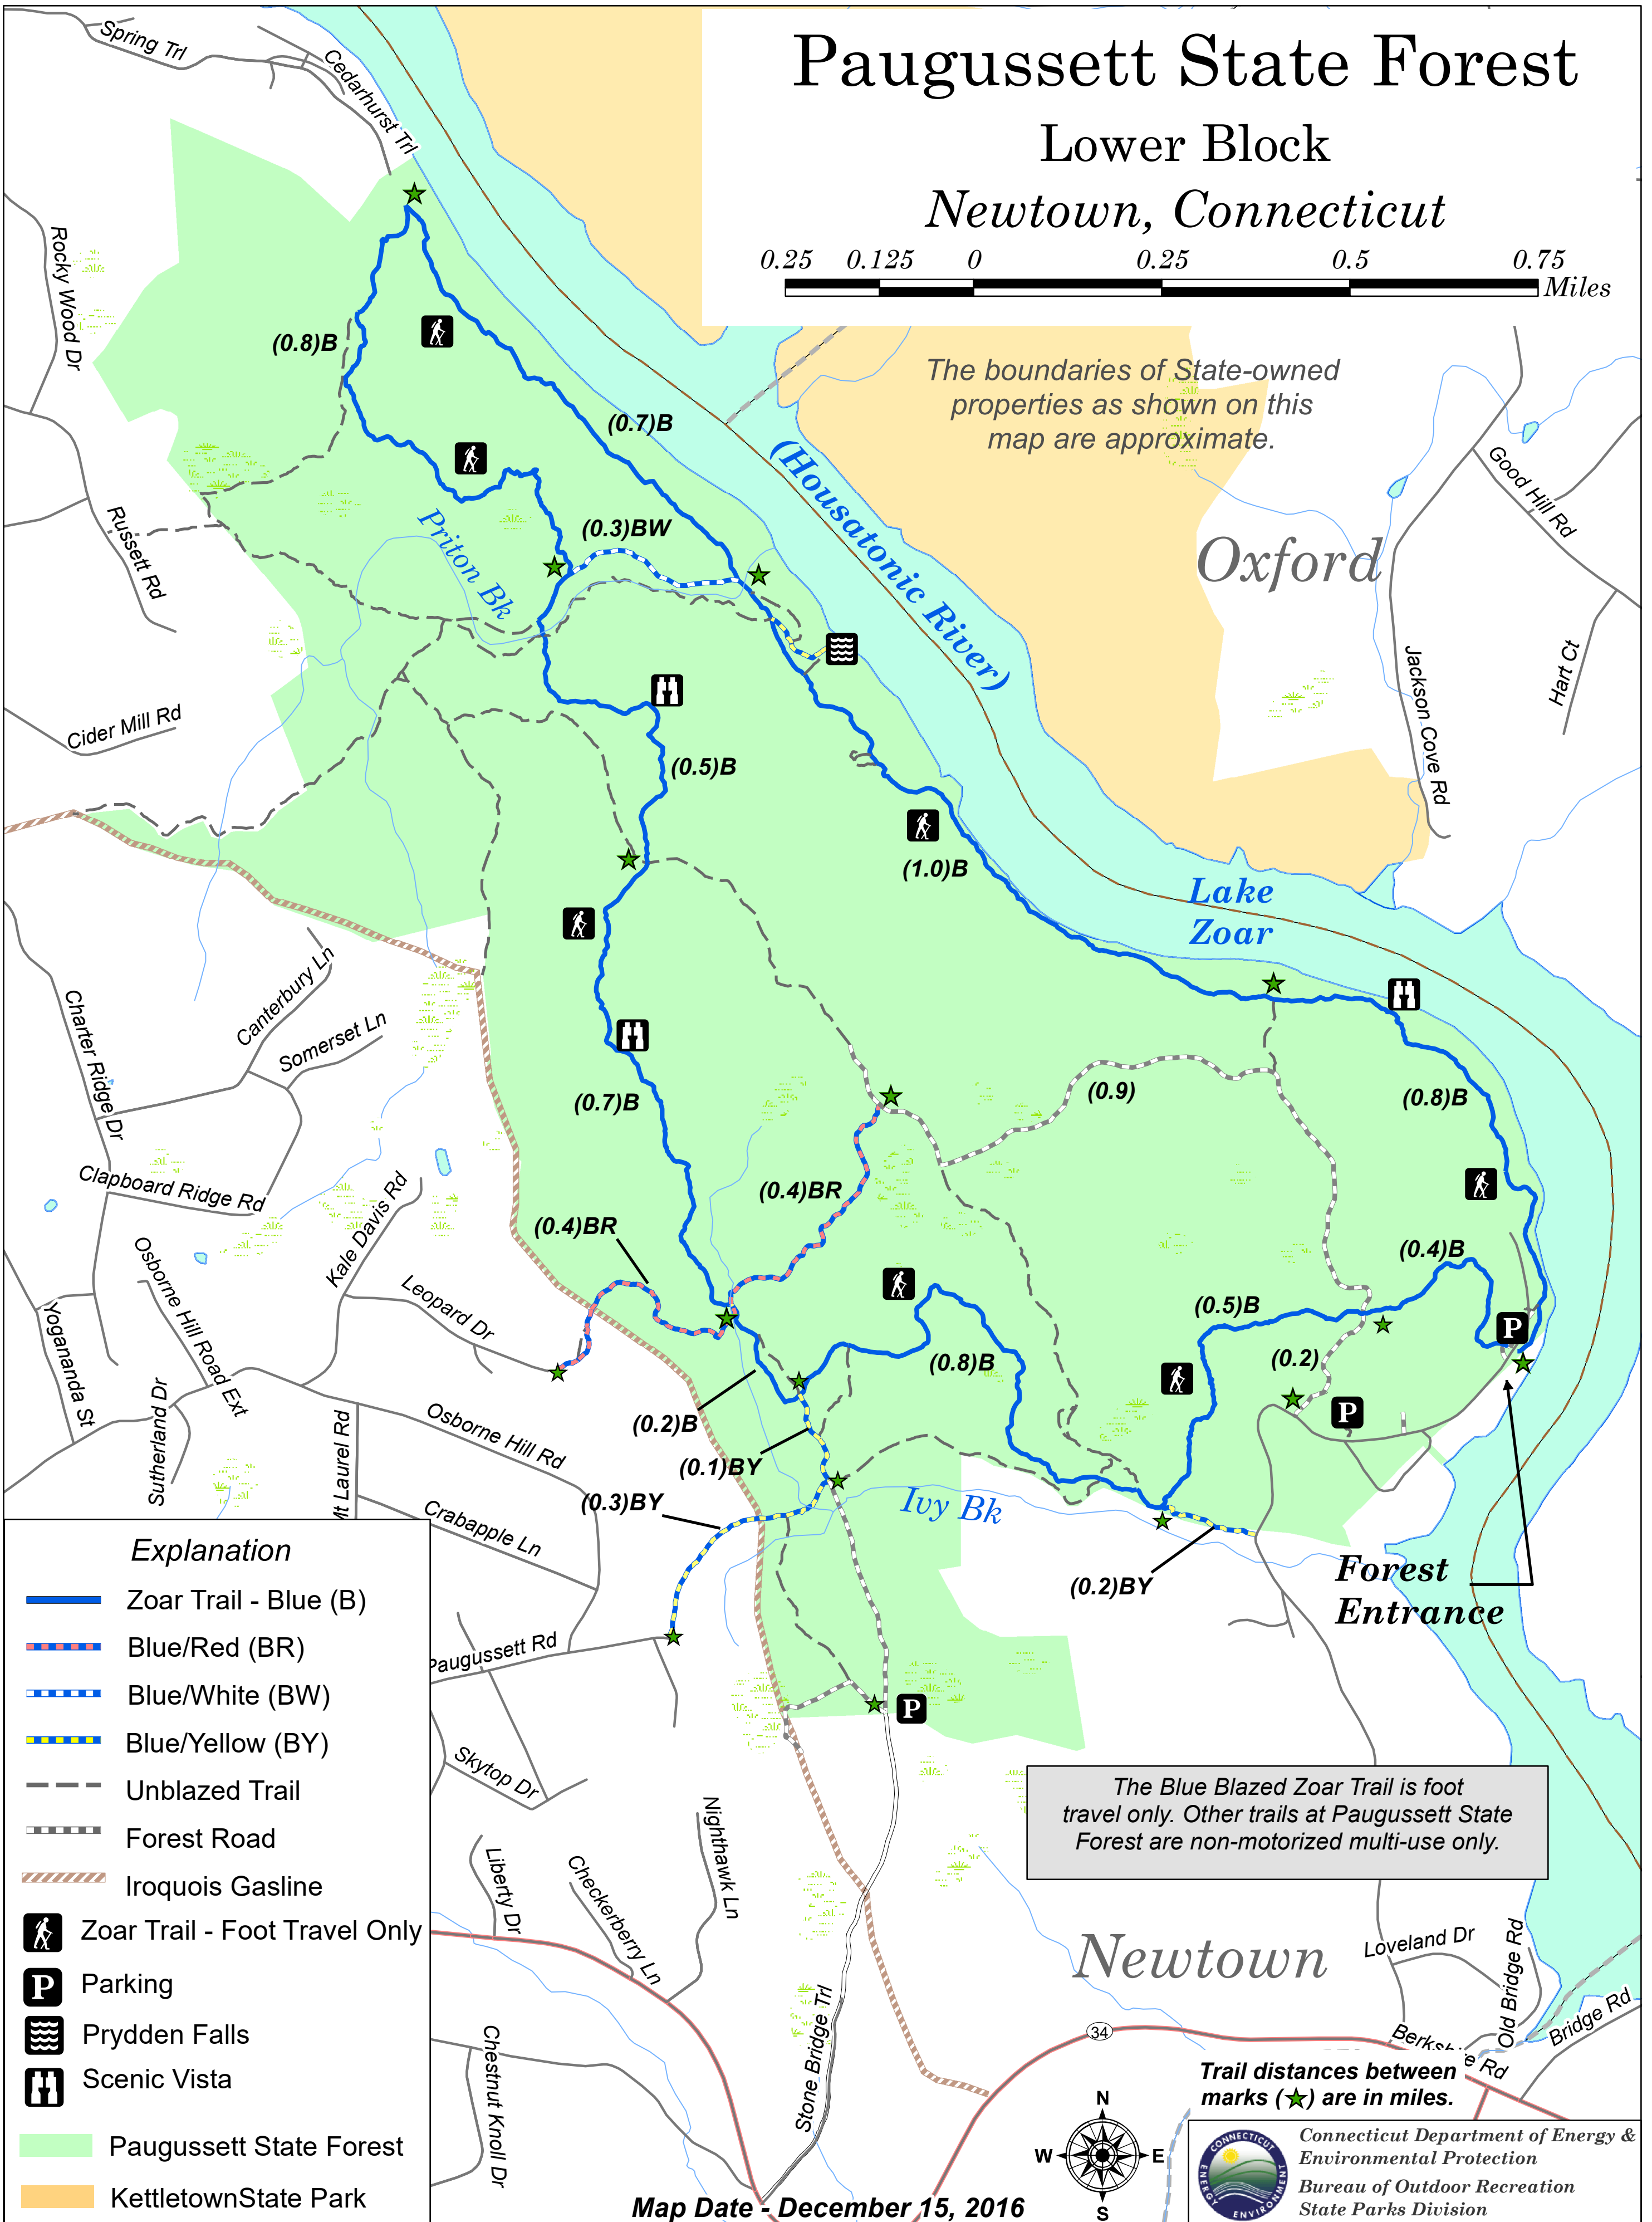 Paugussett State Forest
Lower Block
Newtown, Connecticut
0.25 0.125 0 0.25 0.5 0.75
Miles
The boundaries of State-owned
properties as shown on this
map are approximate.
Spring Trl
Cedarhurst Trl
Rocky Wood Dr
(0.8)B
(0.7)B
(Housatonic River)
Good Hill Rd
Priton Bk
(0.3)BW
Oxford
Russett Rd
Jackson Cove Rd
Hart Ct
Cider Mill Rd
(0.5)B
(1.0)B
Lake
Zoar
Canterbury Ln
Somerset Ln
Charter Ridge Dr
(0.7)B
(0.9)
(0.8)B
Clapboard Ridge Rd
Kale Davis Rd
(0.4)BR
(0.4)BR
(0.4)B
Osborne Hill Road Ext
Leopard Dr
Yogananda St
(0.5)B
P
(0.8)B
(0.2)
P
Sutherland Dr
Mt Laurel Rd
Osborne Hill Rd
(0.2)B
(0.1)BY
(0.3)BY
Ivy Bk
Crabapple Ln
(0.2)BY
Forest
Entrance
Paugussett Rd
P
Skytop Dr
Nighthawk Ln
Liberty Dr
Checkerberry Ln
The Blue Blazed Zoar Trail is foot
travel only. Other trails at Paugussett State
Forest are non-motorized multi-use only.
Newtown
Loveland Dr
Old Bridge Rd
Bridge Rd
34
Berkshire Rd
Stone Bridge Trl
Chestnut Knoll Dr
Explanation
Zoar Trail - Blue (B)
Blue/Red (BR)
Blue/White (BW)
Blue/Yellow (BY)
Unblazed Trail
Forest Road
Iroquois Gasline
Zoar Trail - Foot Travel Only
P Parking
Prydden Falls
Scenic Vista
Paugussett State Forest
KettletownState Park
Trail distances between
marks (★) are in miles.
N
W E
S
Map Date - December 15, 2016
CONNECTICUT
ENERGY ENVIRONMENT
Connecticut Department of Energy &
Environmental Protection
Bureau of Outdoor Recreation
State Parks Division